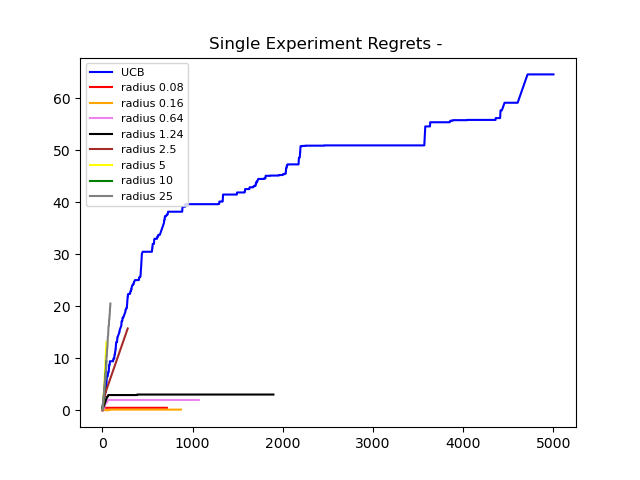 Single Experiment Regrets -
UCB
radius 0.08
radius 0.16
radius 0.64
radius 1.24
radius 2.5
radius 5
radius 10
radius 25
60
50
40
30
20
10
0
0 1000 2000 3000 4000 5000